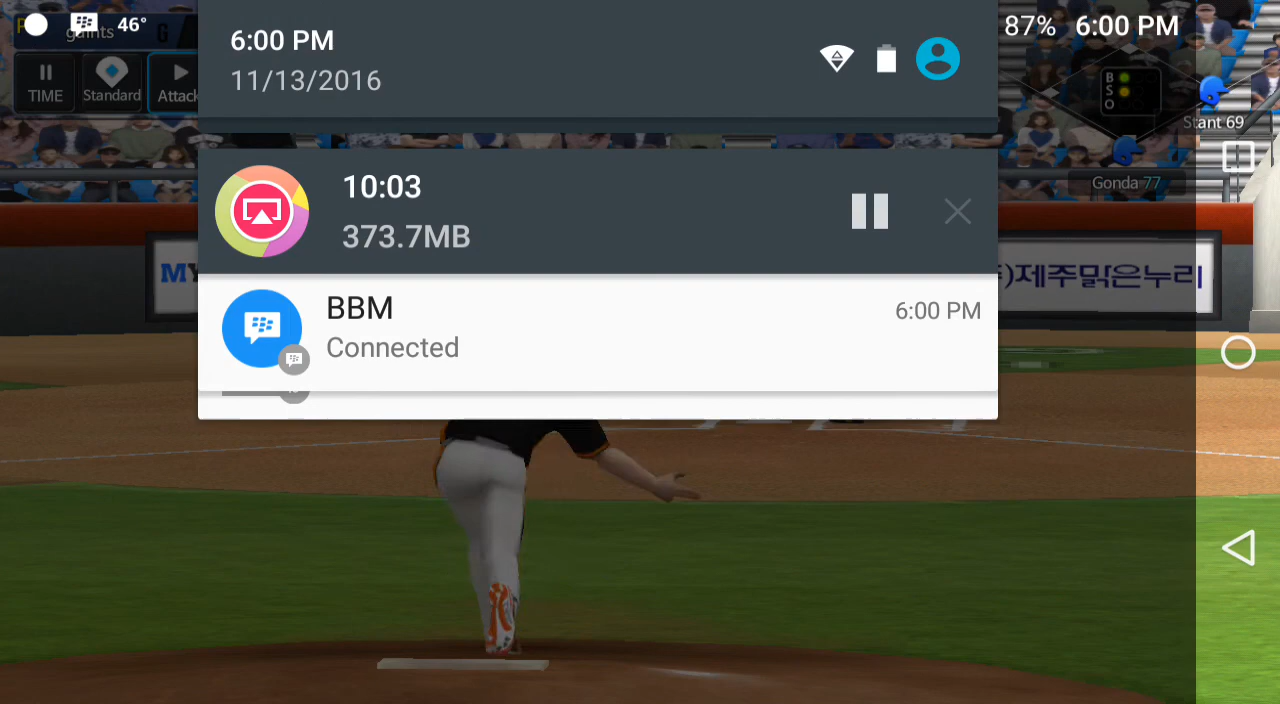 46°
gaints
G
6:00 PM
11/13/2016
87%
6:00 PM
TIME
Standard
Attack
B
S
O
Stant 69
Gonda 77
10:03
373.7MB
MY
)제주맑은누리
BBM
6:00 PM
Connected